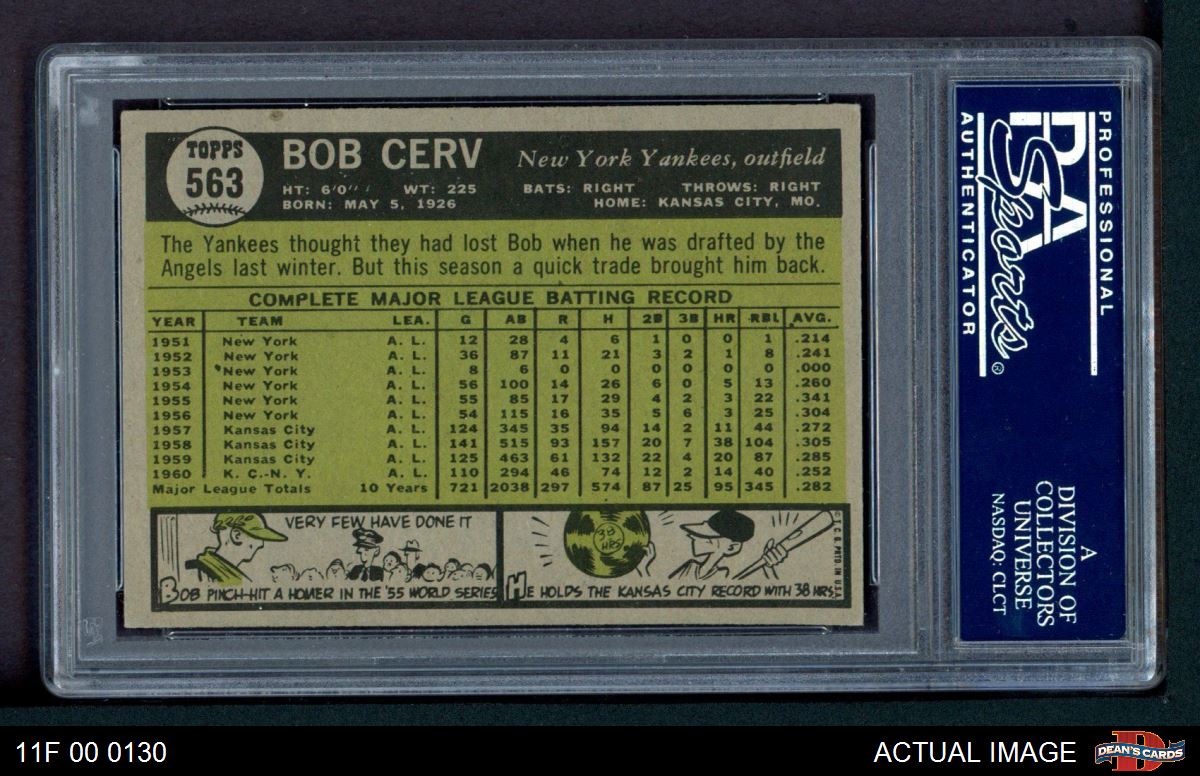 TOPPS
563
BOB CERV
New York Yankees, outfield
HT: 6'0" WT: 225 BATS: RIGHT THROWS: RIGHT
BORN: MAY 5, 1926 HOME: KANSAS CITY, MO.
The Yankees thought they had lost Bob when he was drafted by the
Angels last winter. But this season a quick trade brought him back.
COMPLETE MAJOR LEAGUE BATTING RECORD
YEAR TEAM LEA. G AB R H 2B 3B HR RBI AVG.
1951 New York A. L. 12 28 4 6 1 0 0 1 .214
1952 New York A. L. 36 87 11 21 3 2 1 8 .241
1953 New York A. L. 8 6 0 0 0 0 0 0 .000
1954 New York A. L. 56 100 14 26 6 0 5 13 .260
1955 New York A. L. 55 85 17 29 4 2 3 22 .341
1956 New York A. L. 54 115 16 35 5 6 3 25 .304
1957 Kansas City A. L. 124 345 35 94 14 2 11 44 .272
1958 Kansas City A. L. 141 515 93 157 20 7 38 104 .305
1959 Kansas City A. L. 125 463 61 132 22 4 20 87 .285
1960 K. C.-N. Y. A. L. 110 294 46 74 12 2 14 40 .252
Major League Totals 10 Years 721 2038 297 574 87 25 95 345 .282
VERY FEW HAVE DONE IT
BOB PINCH-HIT A HOMER IN THE '55 WORLD SERIES
38
HRS
HE HOLDS THE KANSAS CITY RECORD WITH 38 HRS
© T. C. G. PRTD. IN U.S.A.
PROFESSIONAL
PSA
Sports®
AUTHENTICATOR
A
DIVISION OF
COLLECTORS
UNIVERSE
NASDAQ: CLCT
11F 00 0130
ACTUAL IMAGE
DEAN'S CARDS